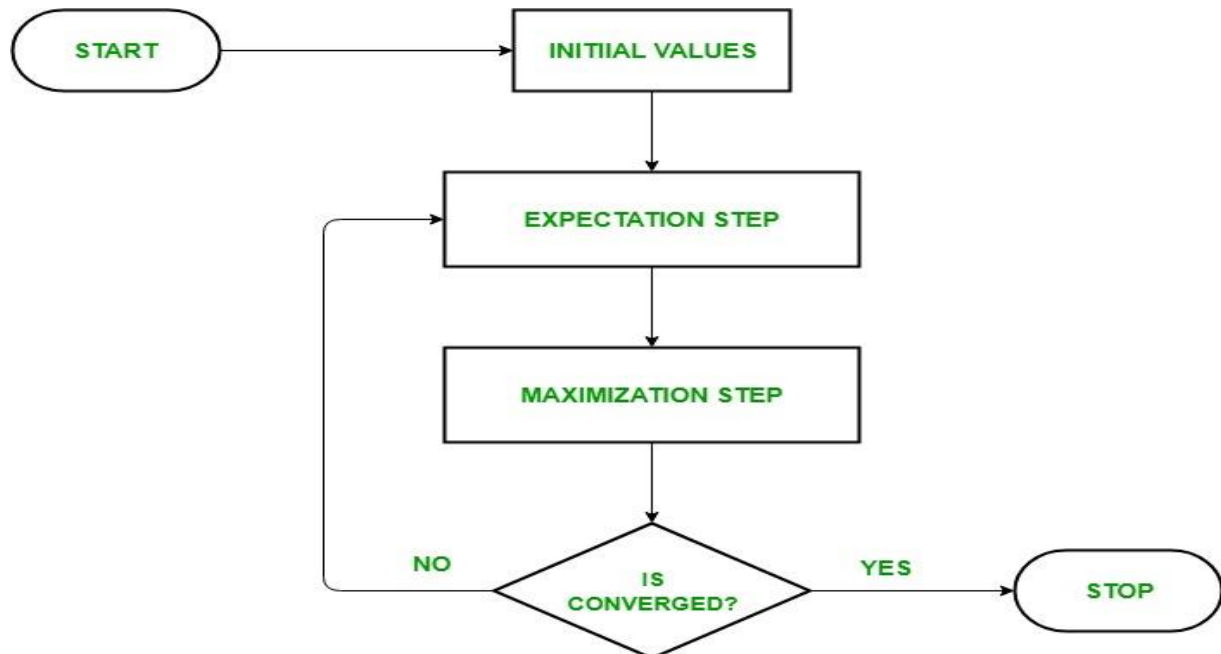 START
INITIIAL VALUES
EXPECTATION STEP
MAXIMIZATION STEP
NO
IS
CONVERGED?
YES
STOP